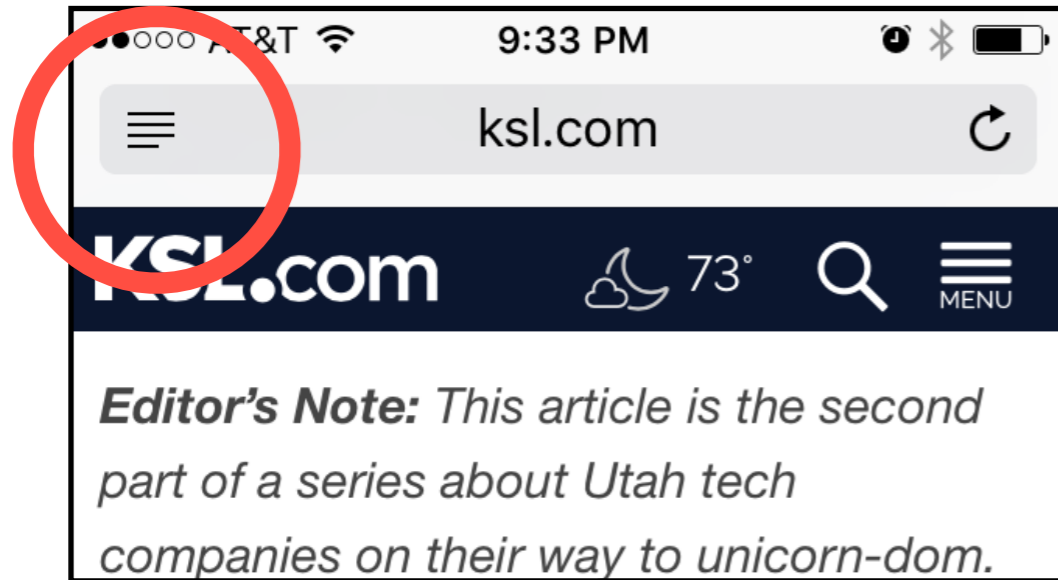 AT&T 9:33 PM
ksl.com
KSL.com 73° MENU
Editor's Note: This article is the second
part of a series about Utah tech
companies on their way to unicorn-dom.